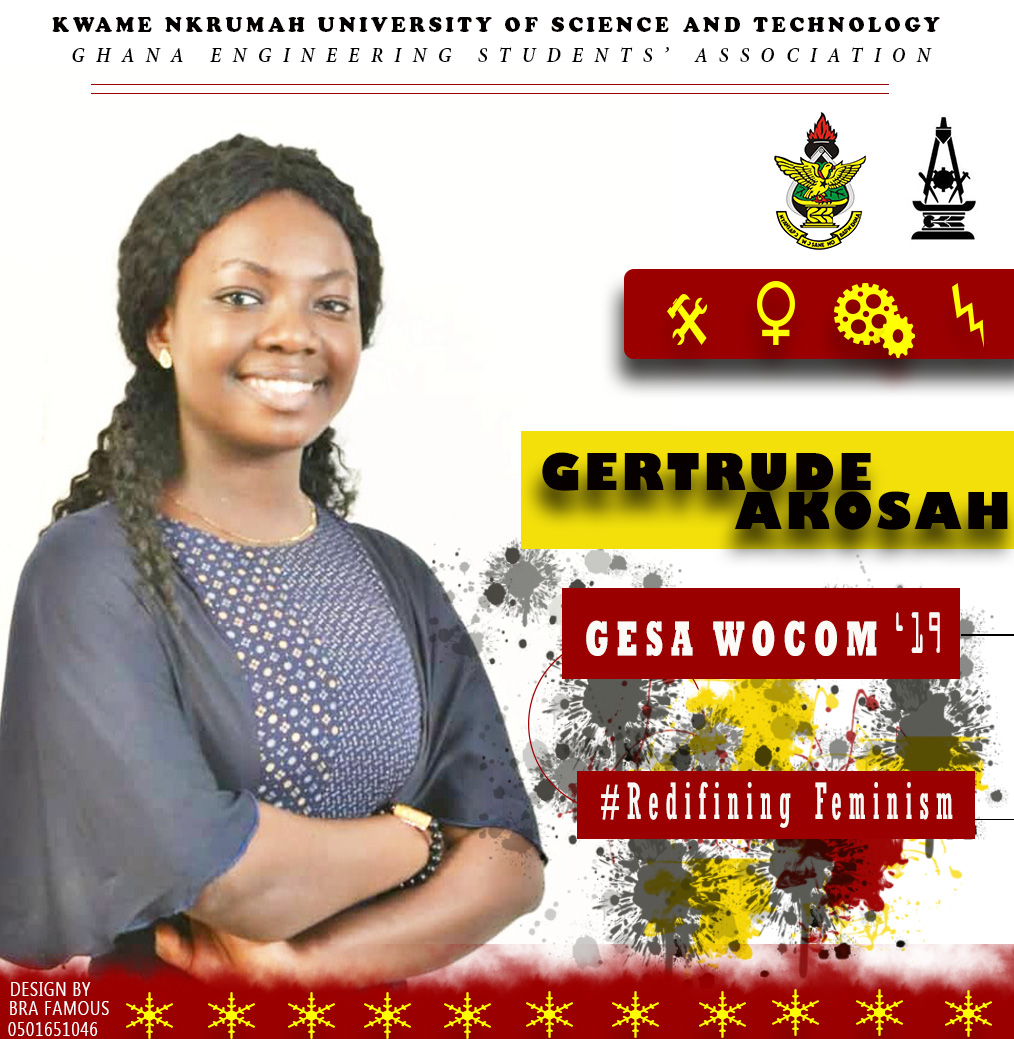 KWAME NKRUMAH UNIVERSITY OF SCIENCE AND TECHNOLOGY
GHANA ENGINEERING STUDENTS' ASSOCIATION
GERTRUDE
AKOSAH
GESA WOCOM '19
#Redifining Feminism
DESIGN BY
BRA FAMOUS
0501651046